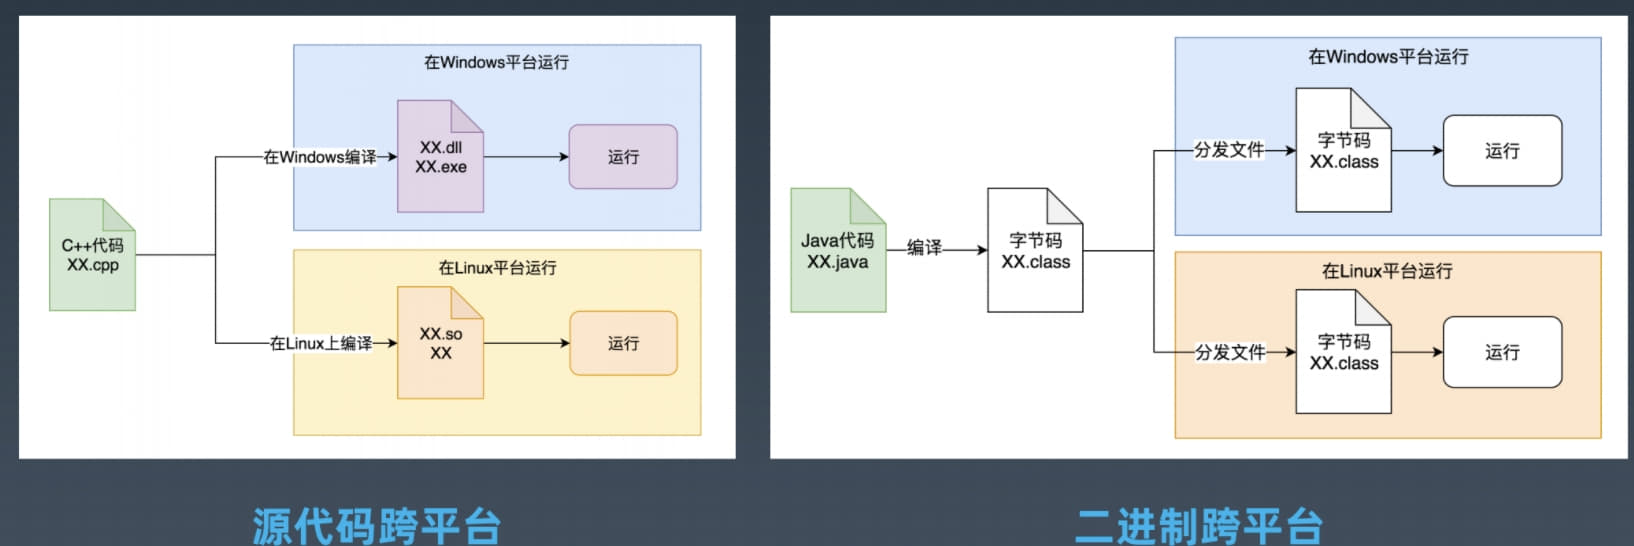 C++代码
XX.cpp
在Windows平台运行
在Windows编译
XX.dll
XX.exe
运行
在Linux平台运行
在Linux上编译
XX.so
XX
运行
源代码跨平台
Java代码
XX.java
编译
字节码
XX.class
在Windows平台运行
分发文件
字节码
XX.class
运行
在Linux平台运行
分发文件
字节码
XX.class
运行
二进制跨平台